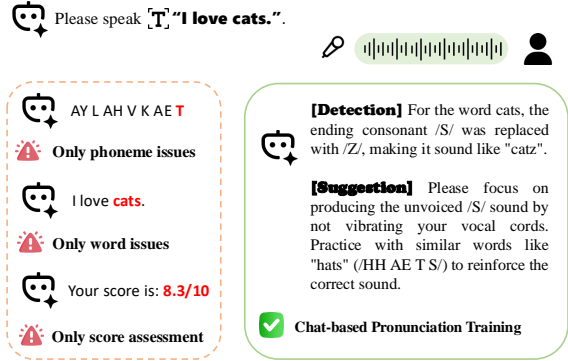 Please speak [T] “I love cats.”.
AY L AH V K AE T
Only phoneme issues
I love cats.
Only word issues
Your score is: 8.3/10
Only score assessment
[Detection] For the word cats, the
ending consonant /S/ was replaced
with /Z/, making it sound like "catz".
[Suggestion] Please focus on
producing the unvoiced /S/ sound by
not vibrating your vocal cords.
Practice with similar words like
"hats" (/HH AE T S/) to reinforce the
correct sound.
Chat-based Pronunciation Training